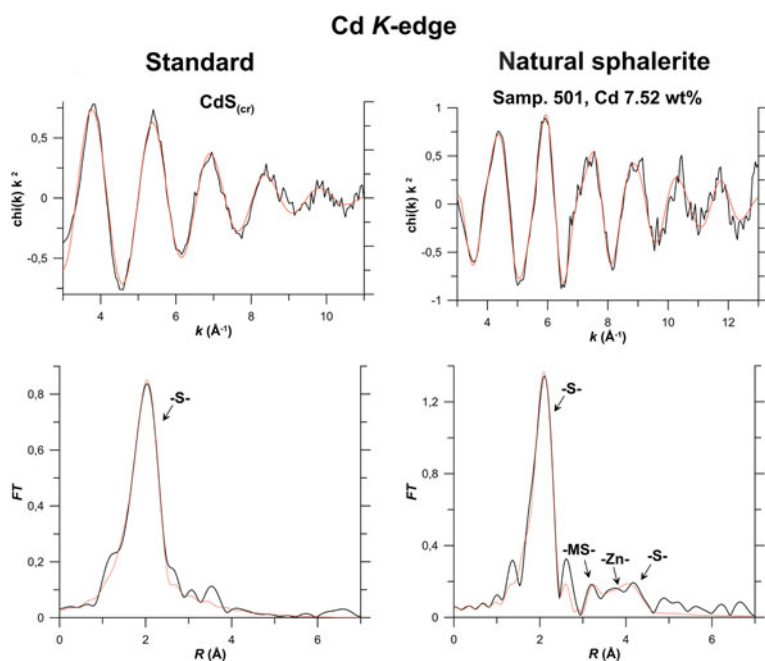 Cd K-edge
Standard
Natural sphalerite
CdS(cr)
Samp. 501, Cd 7.52 wt%
chi(k) k²
0,5
0
-0,5
4 6 8 10
k (Å⁻¹)
chi(k) k²
1
0,5
0
-0,5
-1
4 6 8 10 12
k (Å⁻¹)
FT
0,8
0,6
0,4
0,2
0
-S-
0 2 4 6
R (Å)
FT
1,2
0,8
0,4
0
-S-
-MS-
-Zn-
-S-
0 2 4 6
R (Å)